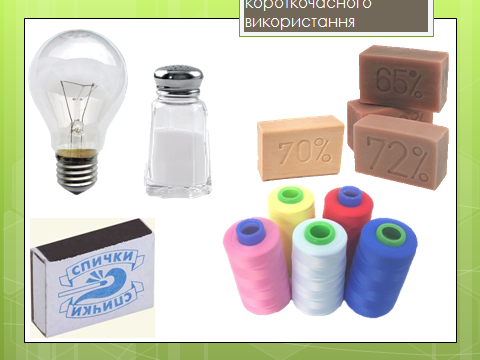 короткочасного
використання
65%
70%
72%
СПИЧКИ
СПИЧКИ